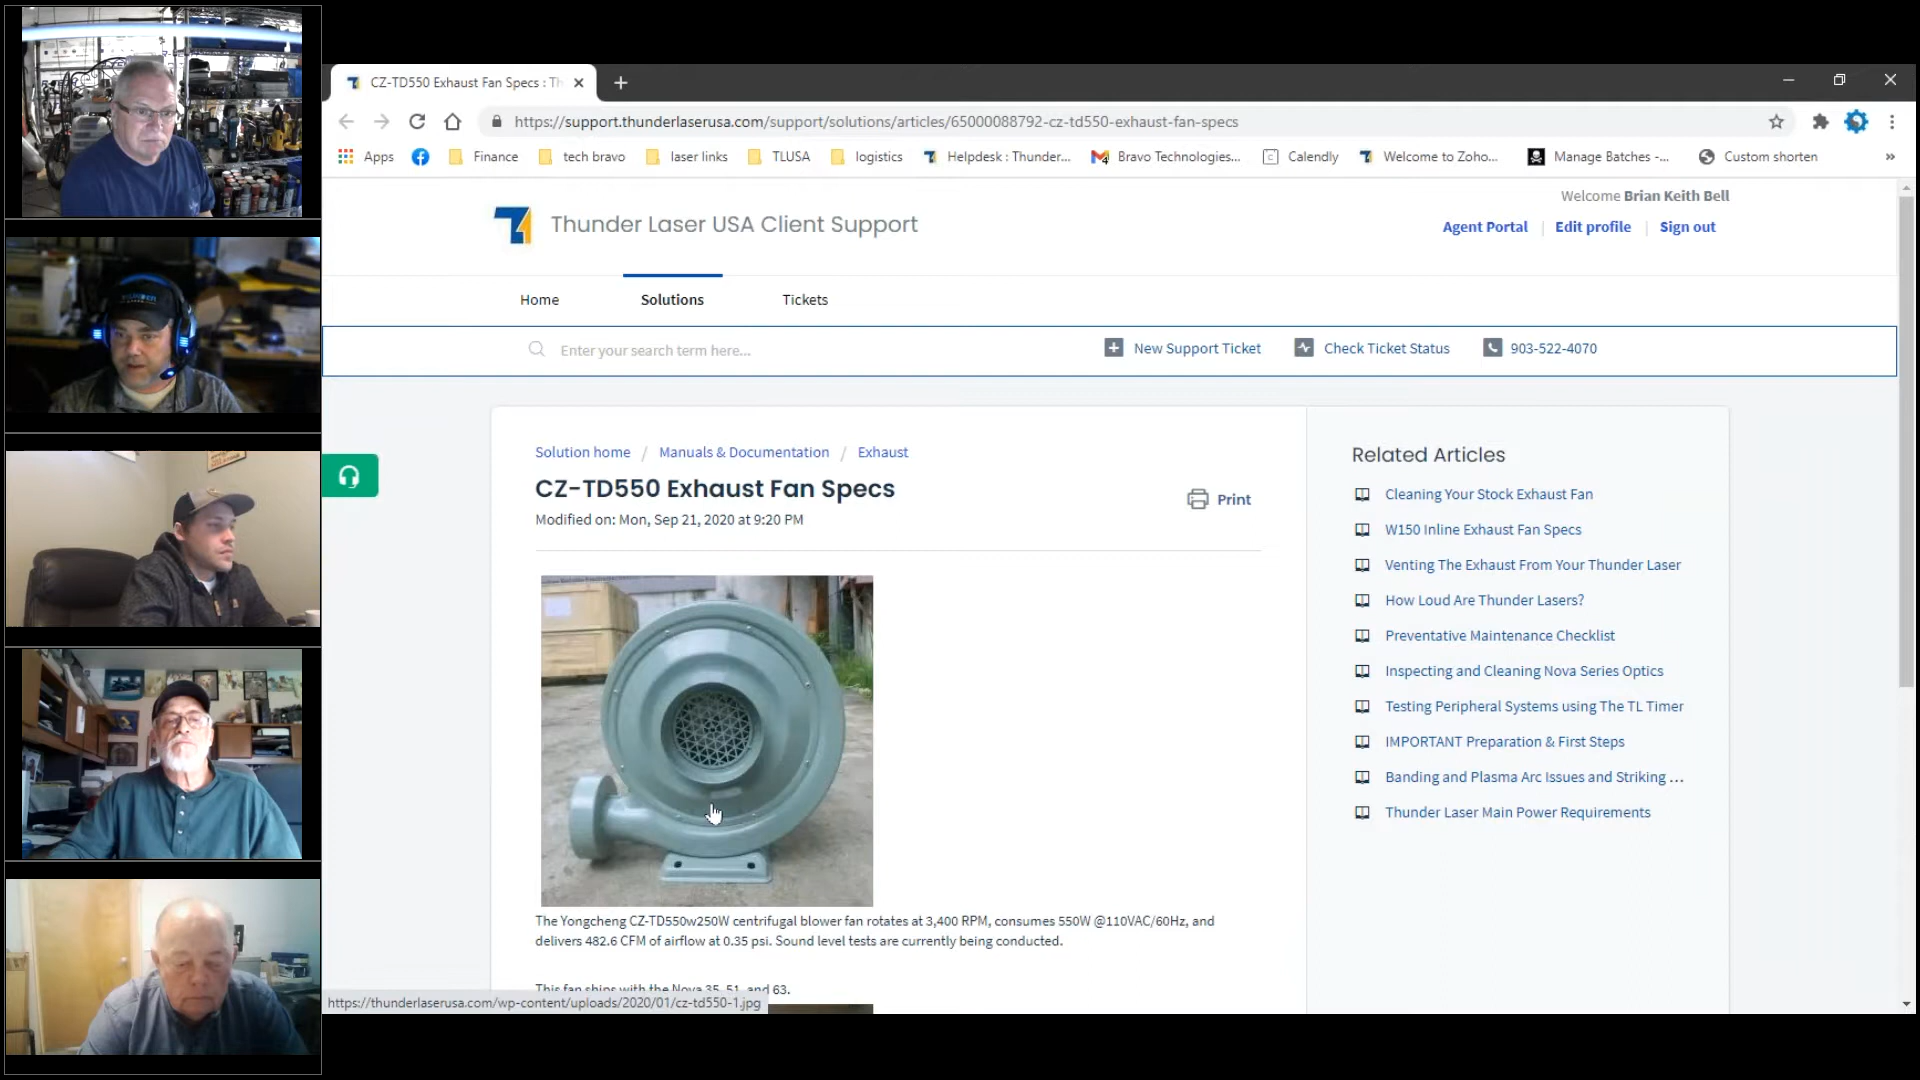 CZ-TD550 Exhaust Fan Specs : Th
https://support.thunderlaserusa.com/support/solutions/articles/65000088792-cz-td550-exhaust-fan-specs
Apps Finance tech bravo laser links TLUSA logistics Helpdesk : Thunder... Bravo Technologies... Calendly Welcome to Zoho... Manage Batches -... Custom shorten »
Welcome Brian Keith Bell
Thunder Laser USA Client Support
Agent Portal Edit profile Sign out
Home Solutions Tickets
Enter your search term here... New Support Ticket Check Ticket Status 903-522-4070
Solution home / Manuals & Documentation / Exhaust
CZ-TD550 Exhaust Fan Specs
Print
Modified on: Mon, Sep 21, 2020 at 9:20 PM
The Yongcheng CZ-TD550w250W centrifugal blower fan rotates at 3,400 RPM, consumes 550W @110VAC/60Hz, and
delivers 482.6 CFM of airflow at 0.35 psi. Sound level tests are currently being conducted.
This fan ships with the Nova 35, 51, and 63.
https://thunderlaserusa.com/wp-content/uploads/2020/01/cz-td550-1.jpg
Related Articles
Cleaning Your Stock Exhaust Fan
W150 Inline Exhaust Fan Specs
Venting The Exhaust From Your Thunder Laser
How Loud Are Thunder Lasers?
Preventative Maintenance Checklist
Inspecting and Cleaning Nova Series Optics
Testing Peripheral Systems using The TL Timer
IMPORTANT Preparation & First Steps
Banding and Plasma Arc Issues and Striking ...
Thunder Laser Main Power Requirements